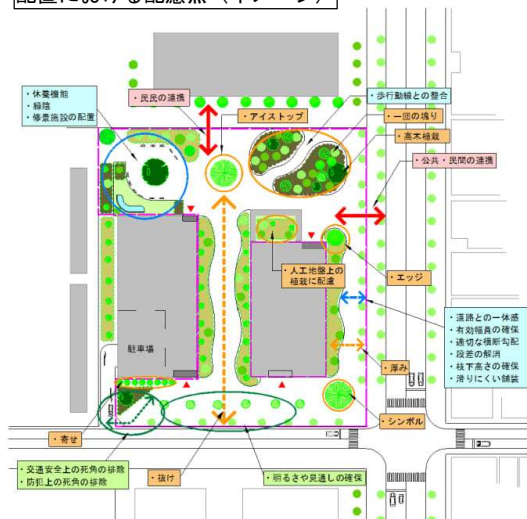 配置における配慮点（イメージ）
・休養機能
・緑陰
・修景施設の配置
・民民の連携
・アイストップ
・歩行動線との整合
・一団の塊り
・高木植栽
・公共・民間の連携
・エッジ
・人工地盤上の
植栽に配慮
・道路との一体感
・有効幅員の確保
・適切な横断勾配
・段差の解消
・枝下高さの確保
・滑りにくい舗装
駐車場
・厚み
・シンボル
・寄せ
・交通安全上の死角の排除
・防犯上の死角の排除
・抜け
・明るさや見通しの確保